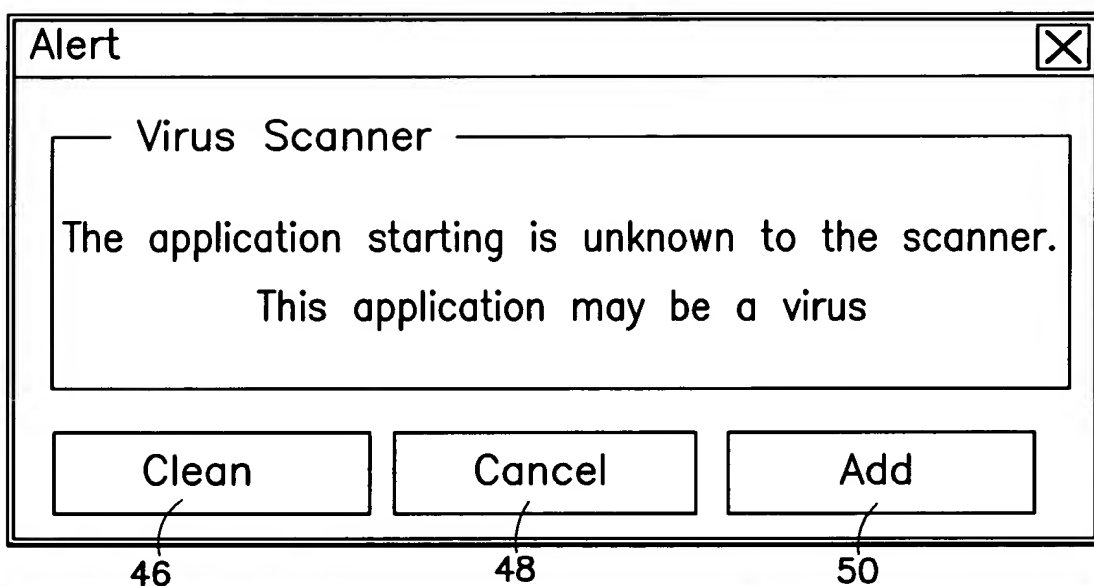 Alert
Virus Scanner
The application starting is unknown to the scanner.
This application may be a virus
Clean Cancel Add
46 48 50